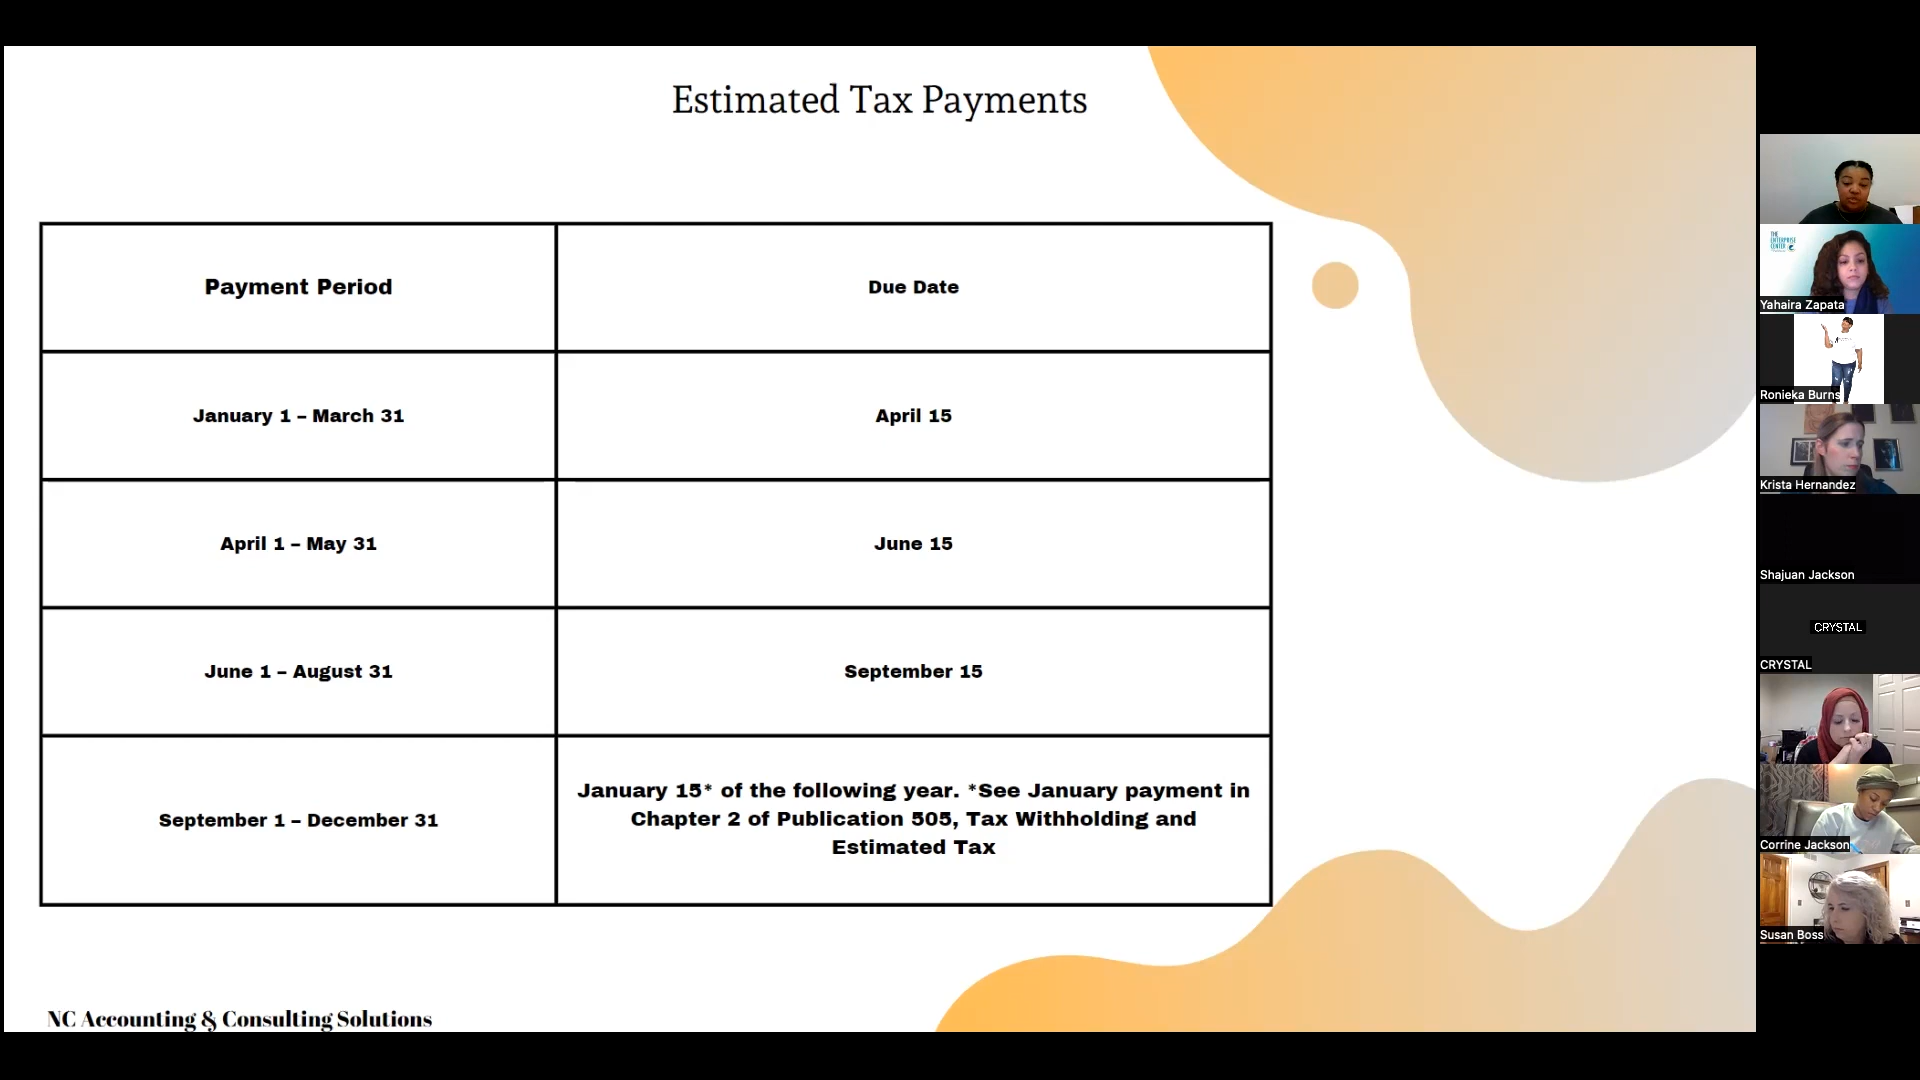 Estimated Tax Payments
Payment Period
Due Date
January 1 – March 31
April 15
April 1 – May 31
June 15
June 1 – August 31
September 15
September 1 – December 31
January 15* of the following year. *See January payment in
Chapter 2 of Publication 505, Tax Withholding and
Estimated Tax
NC Accounting & Consulting Solutions
THE
ENTERPRISE
CENTER
Yahaira Zapata
Ronieka Burns
Krista Hernandez
Shajuan Jackson
CRYSTAL
CRYSTAL
Corrine Jackson
Susan Boss